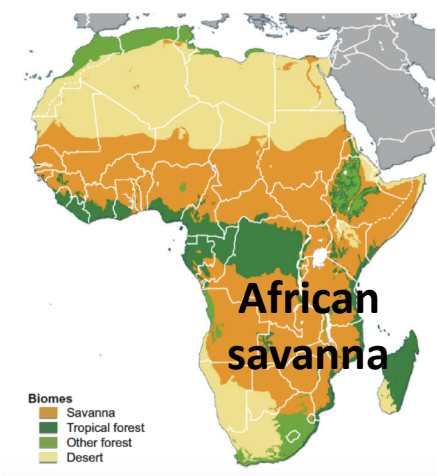 African
savanna
Biomes
Savanna
Tropical forest
Other forest
Desert